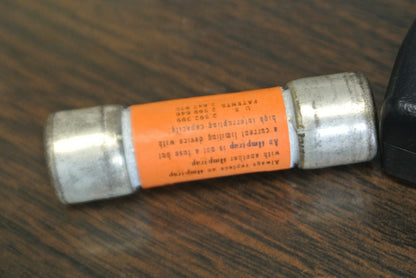 Always replace an Amp-trap
with another Amp-trap
An Amp-trap is not a fuse but
a current limiting device with
high interrupting capacity.
U. S.
PATENTS